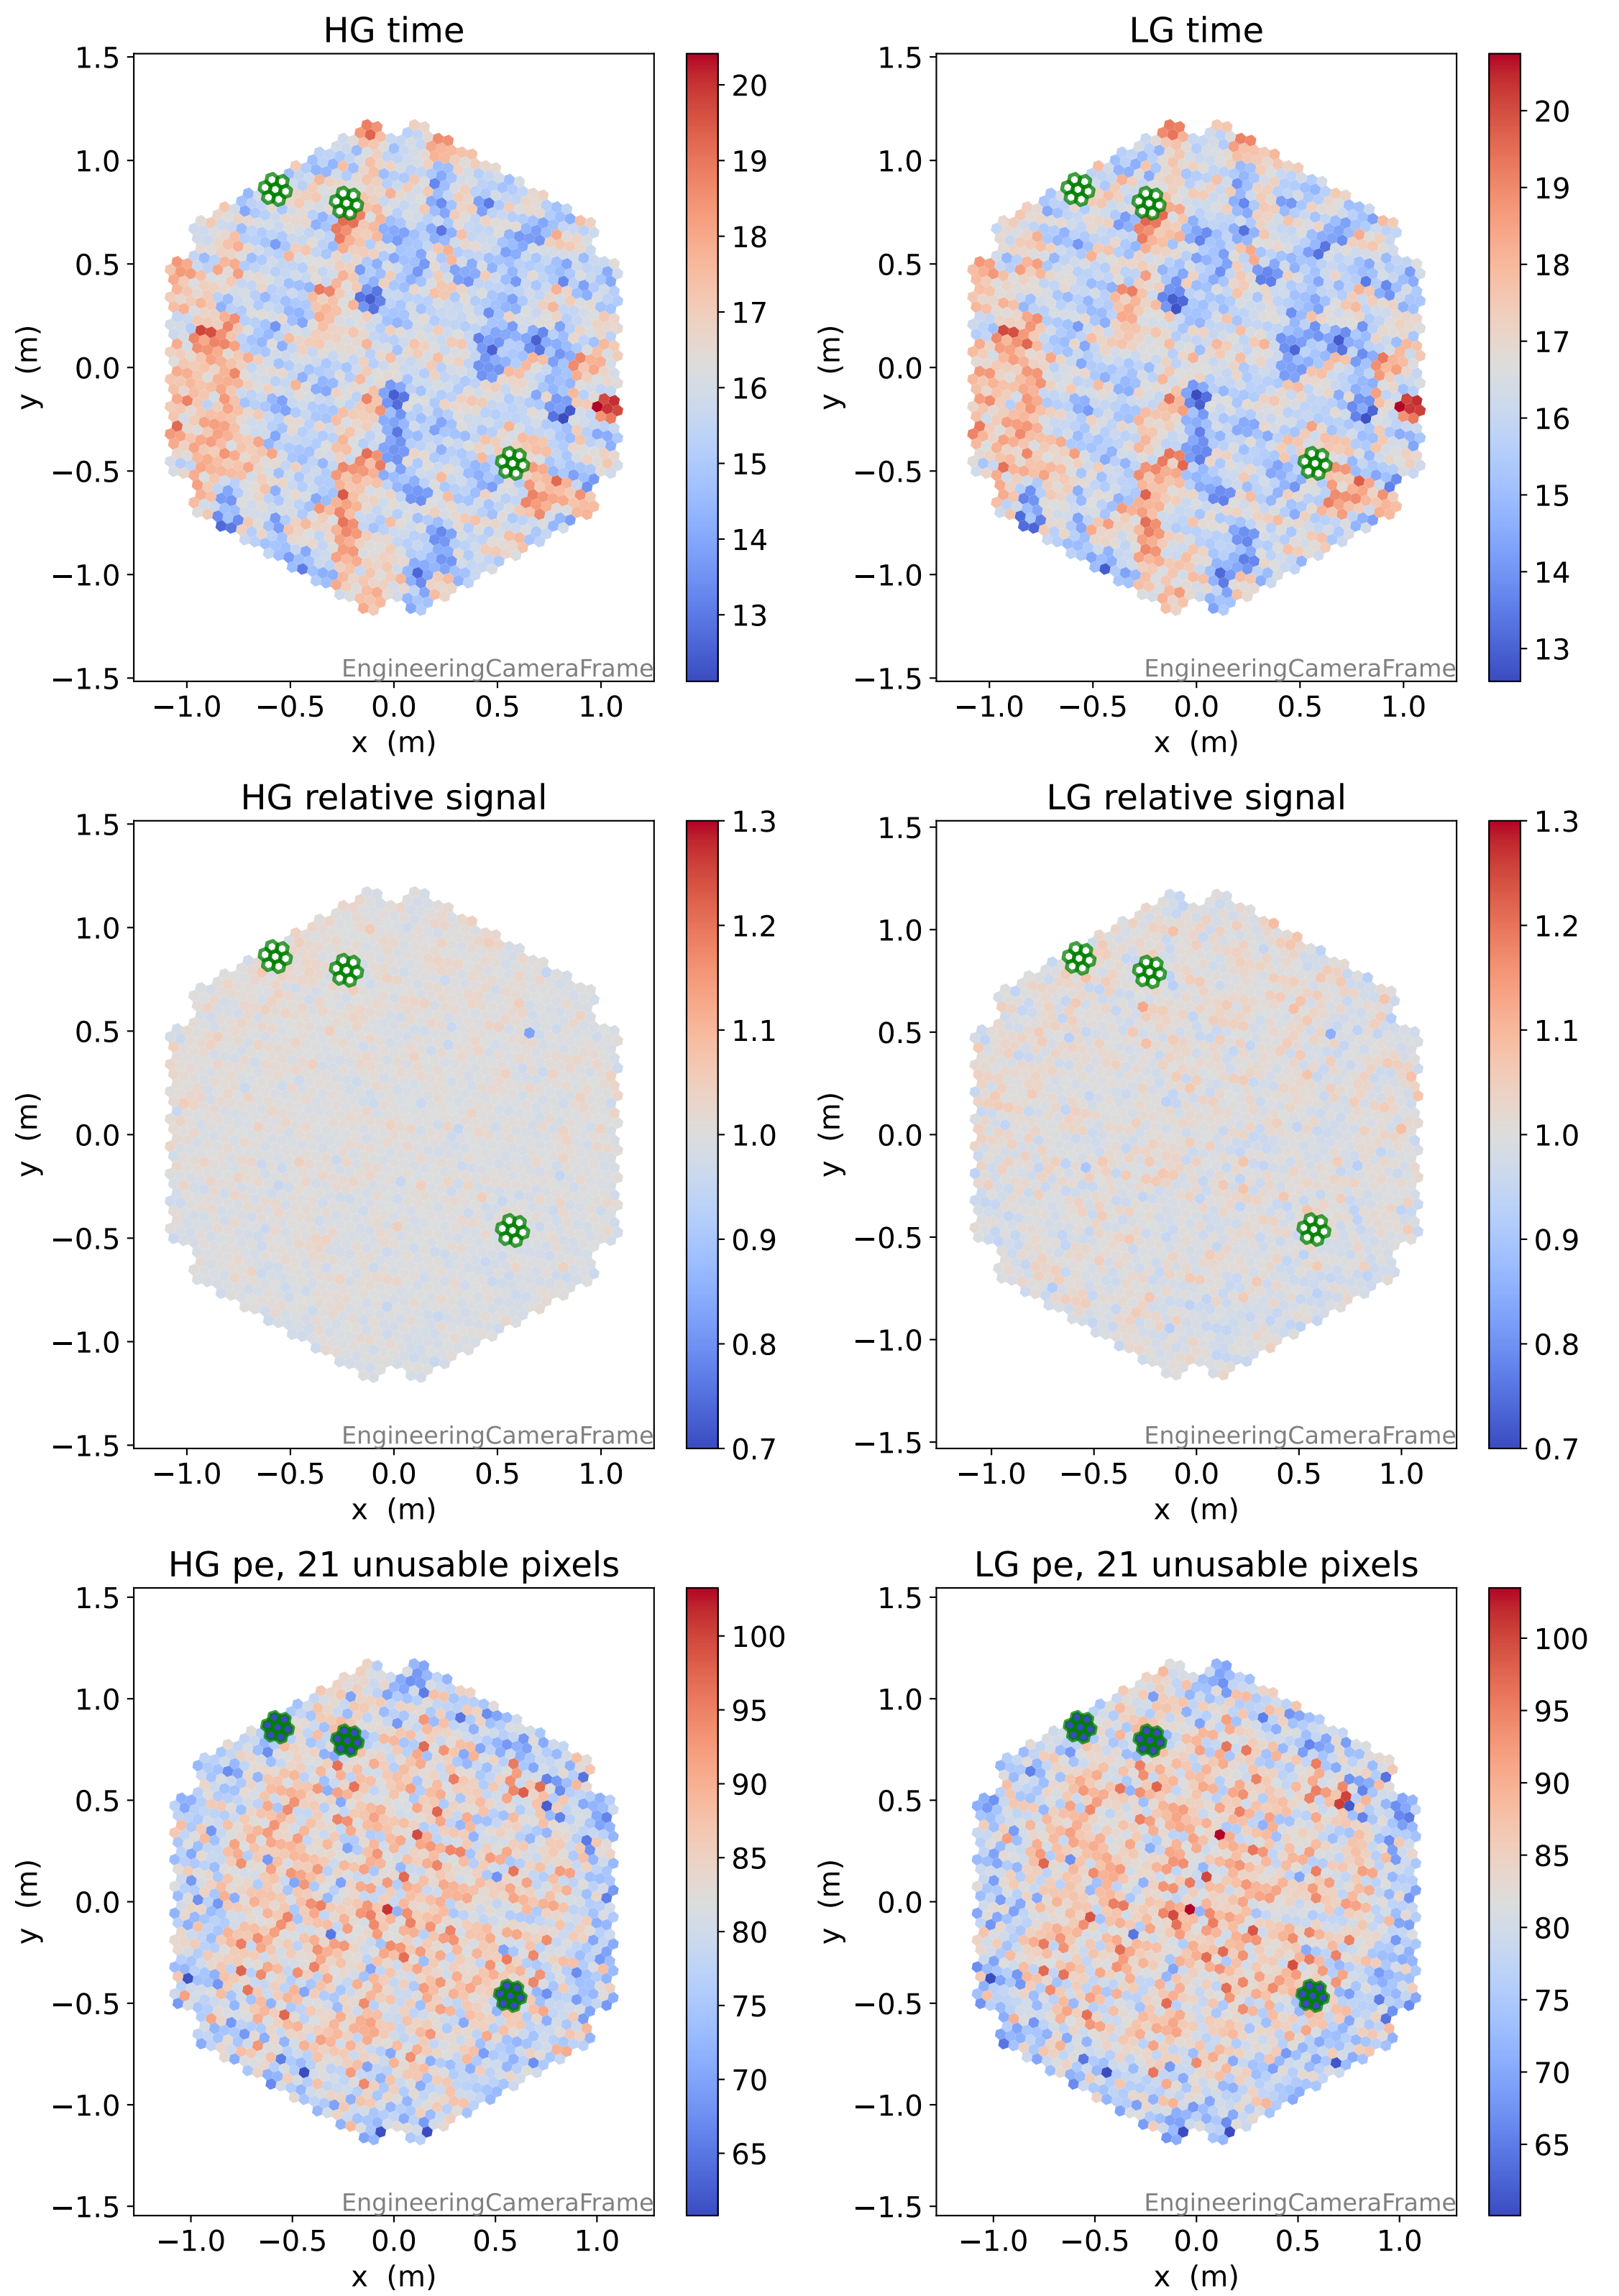 HG time
LG time
1.5
1.0
0.5
0.0
−0.5
−1.0
−1.5
y (m)
−1.0 −0.5 0.0 0.5 1.0
x (m)
EngineeringCameraFrame
20
19
18
17
16
15
14
13
1.5
1.0
0.5
0.0
−0.5
−1.0
−1.5
y (m)
−1.0 −0.5 0.0 0.5 1.0
x (m)
EngineeringCameraFrame
20
19
18
17
16
15
14
13
HG relative signal
LG relative signal
1.5
1.0
0.5
0.0
−0.5
−1.0
−1.5
y (m)
−1.0 −0.5 0.0 0.5 1.0
x (m)
EngineeringCameraFrame
1.3
1.2
1.1
1.0
0.9
0.8
0.7
1.5
1.0
0.5
0.0
−0.5
−1.0
−1.5
y (m)
−1.0 −0.5 0.0 0.5 1.0
x (m)
EngineeringCameraFrame
1.3
1.2
1.1
1.0
0.9
0.8
0.7
HG pe, 21 unusable pixels
LG pe, 21 unusable pixels
1.5
1.0
0.5
0.0
−0.5
−1.0
−1.5
y (m)
−1.0 −0.5 0.0 0.5 1.0
x (m)
EngineeringCameraFrame
100
95
90
85
80
75
70
65
1.5
1.0
0.5
0.0
−0.5
−1.0
−1.5
y (m)
−1.0 −0.5 0.0 0.5 1.0
x (m)
EngineeringCameraFrame
100
95
90
85
80
75
70
65